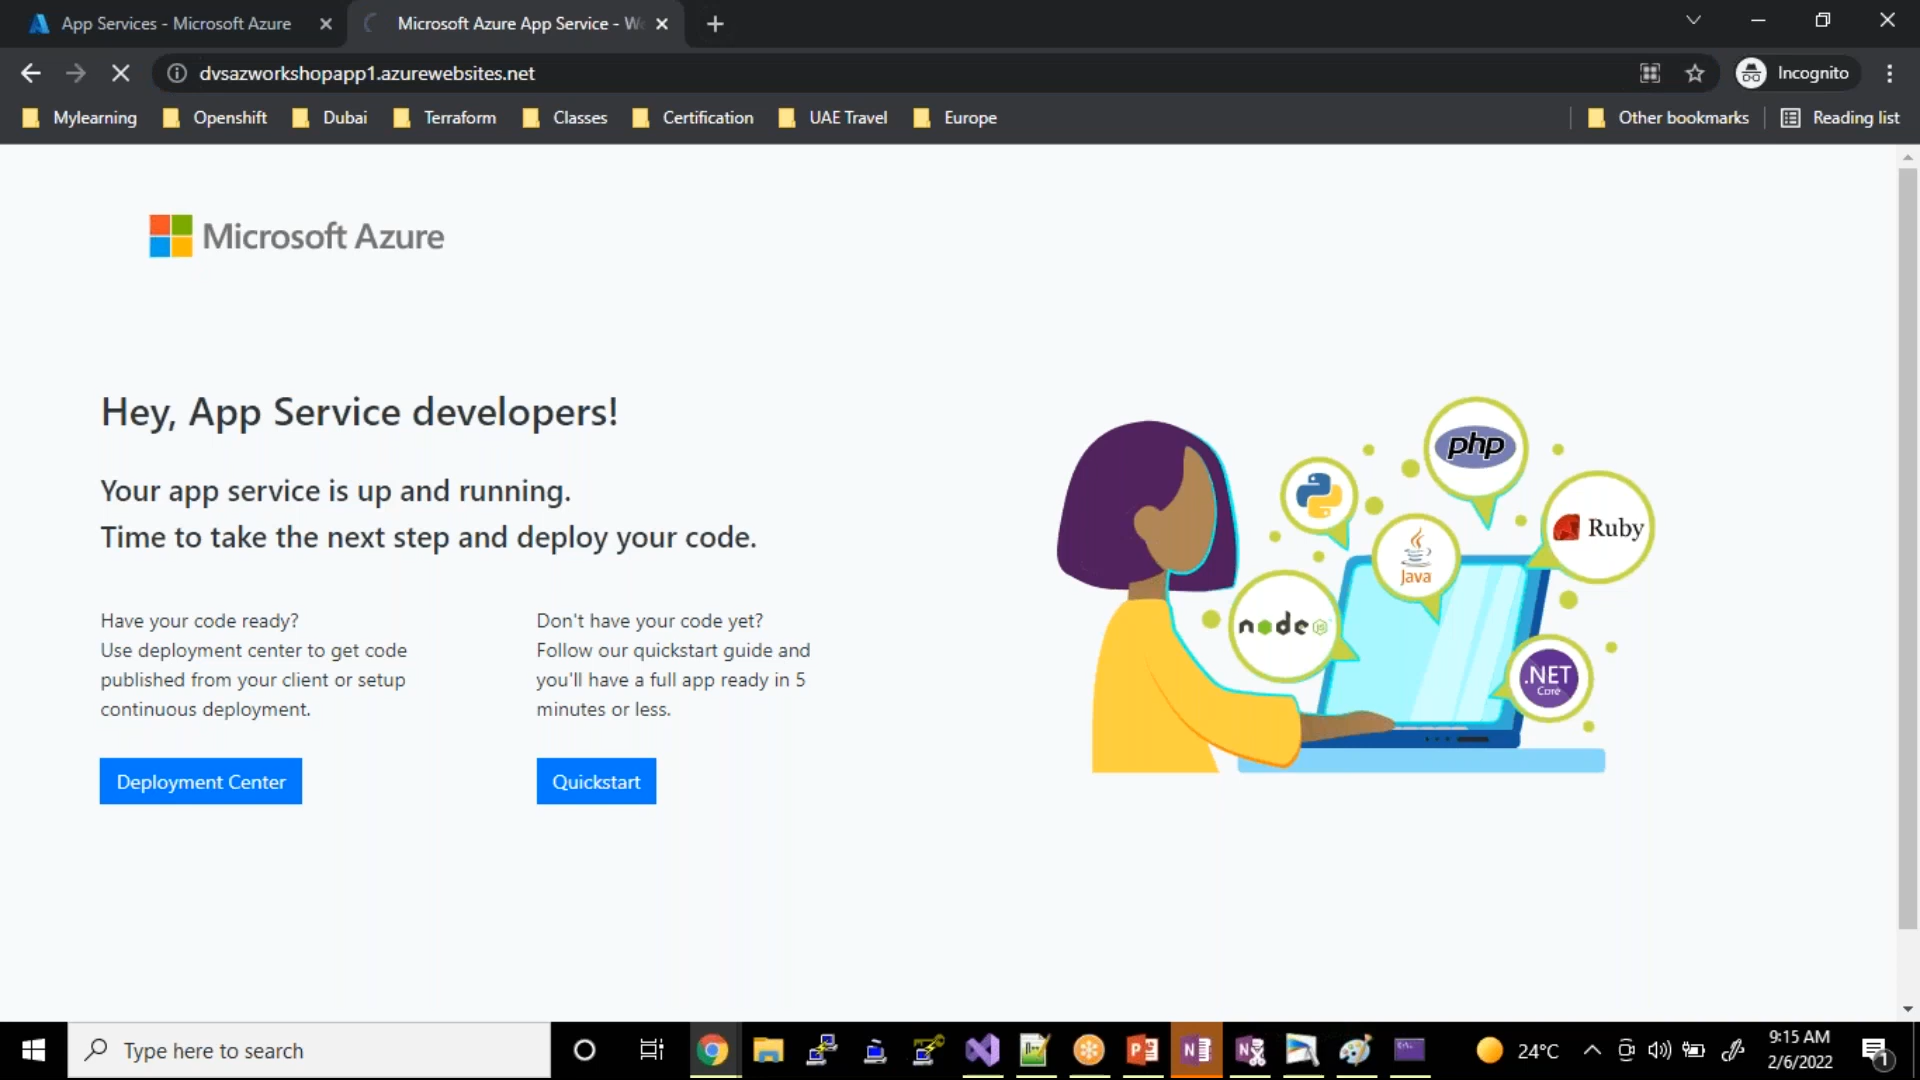 App Services - Microsoft Azure
Microsoft Azure App Service - W
dvsazworkshopapp1.azurewebsites.net
Incognito
Mylearning
Openshift
Dubai
Terraform
Classes
Certification
UAE Travel
Europe
Other bookmarks
Reading list
Microsoft Azure
Hey, App Service developers!
Your app service is up and running.
Time to take the next step and deploy your code.
Have your code ready?
Use deployment center to get code
published from your client or setup
continuous deployment.
Deployment Center
Don't have your code yet?
Follow our quickstart guide and
you'll have a full app ready in 5
minutes or less.
Quickstart
php
Ruby
Java
node
JS
.NET
Core
Type here to search
24°C
9:15 AM
2/6/2022
1